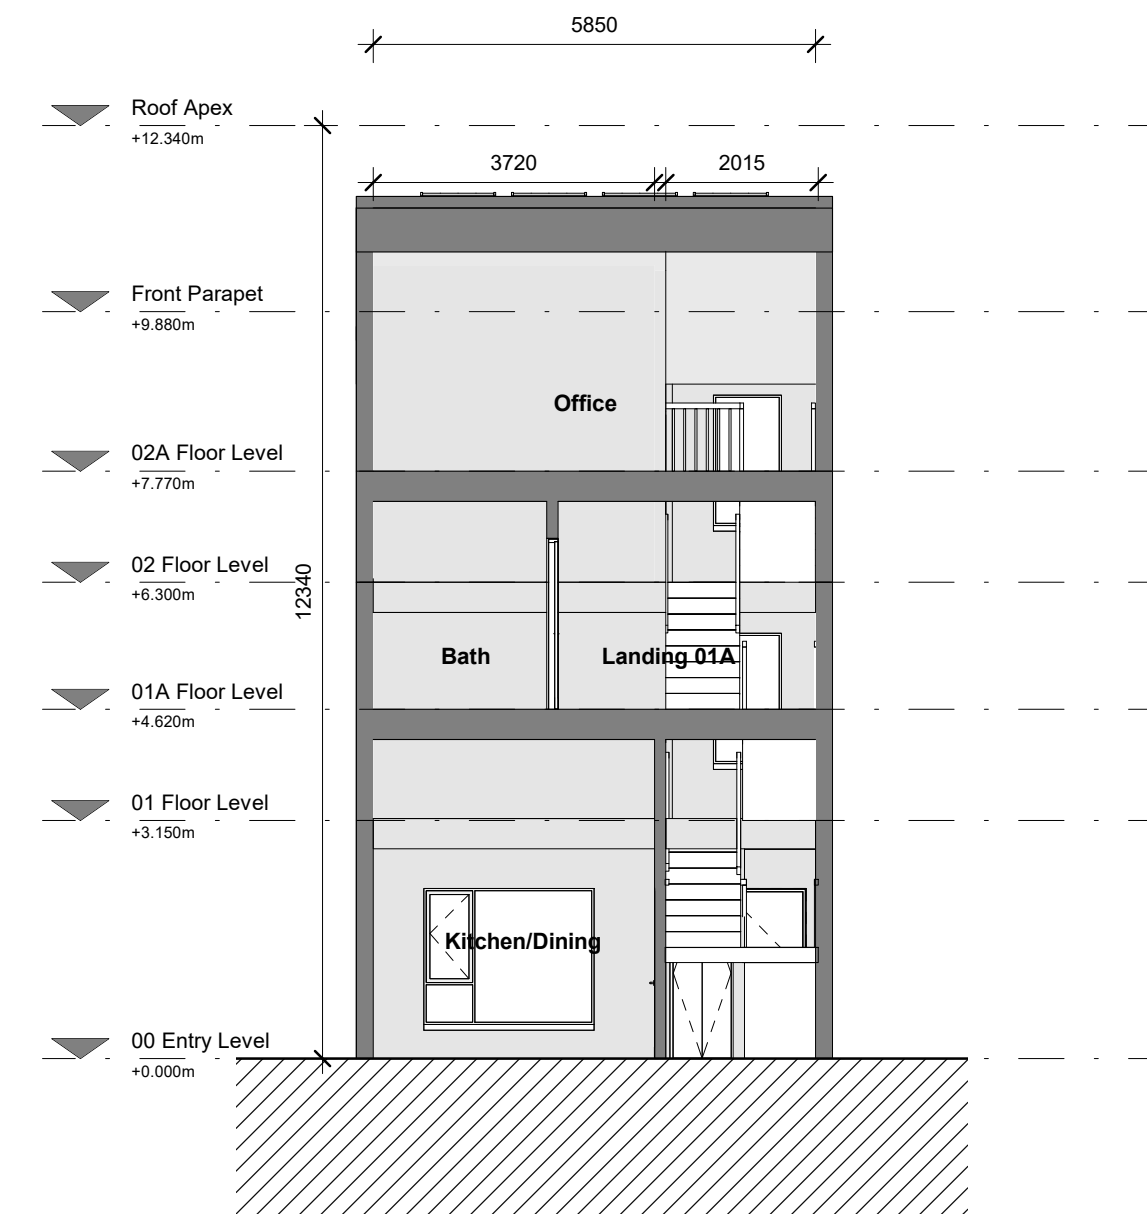 5850
Roof Apex
+12.340m
3720
2015
Front Parapet
+9.880m
Office
02A Floor Level
+7.770m
02 Floor Level
+6.300m
12340
Bath
Landing 01A
01A Floor Level
+4.620m
01 Floor Level
+3.150m
Kitchen/Dining
00 Entry Level
+0.000m